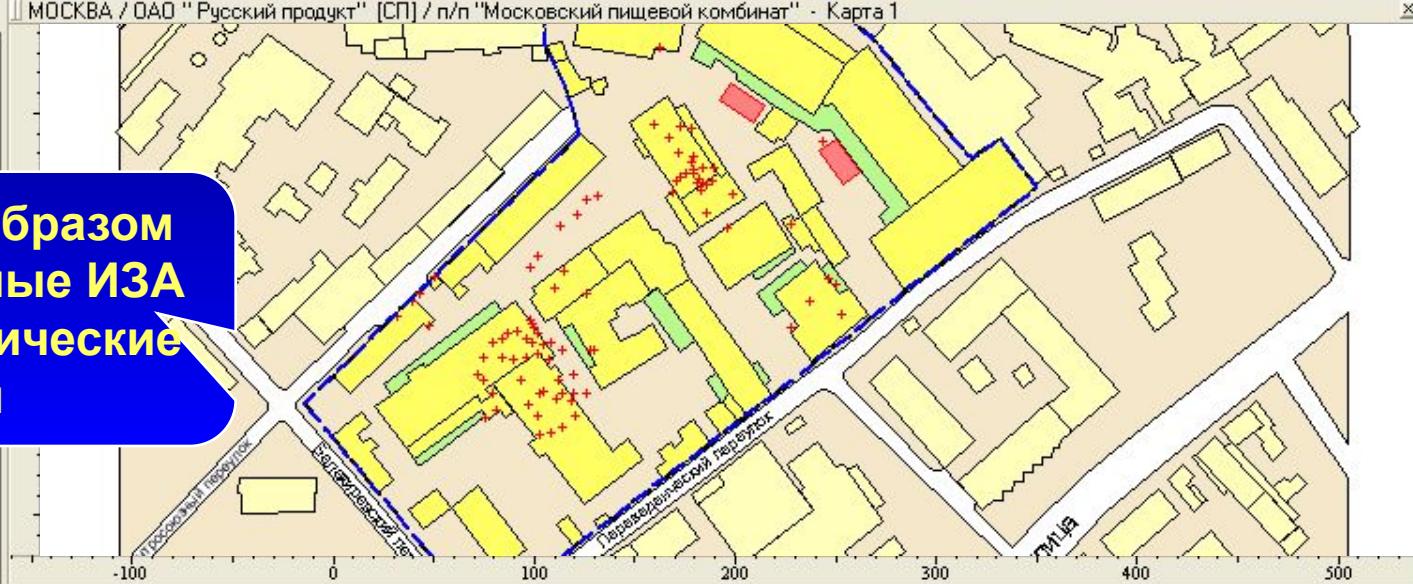 МОСКВА / ОАО " Русский продукт" [СП] / п/п "Московский пищевой комбинат" - Карта 1
бразом
ные ИЗА
ические
Переведеновский переулок
-100 0 100 200 300 400 500